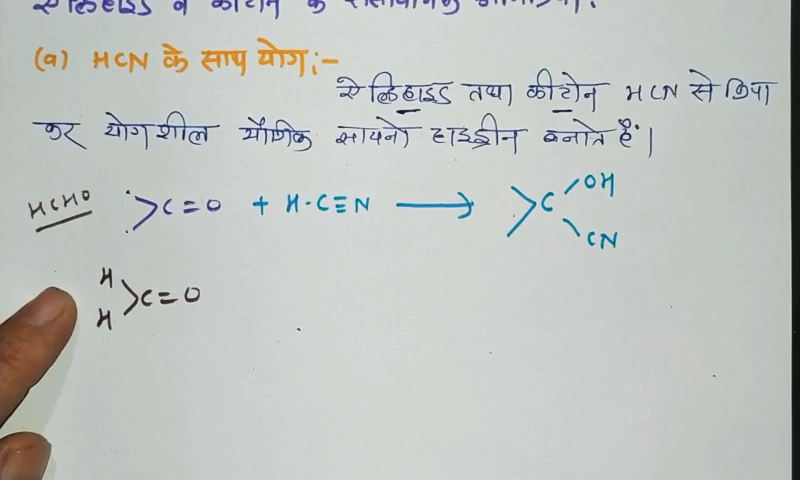 (a) HCN के साथ योग:-
ऐल्डिहाइड तथा कीटोन HCN से क्रिया
कर योगशील यौगिक सायनो हाइड्रीन बनाते हैं।
HCHO >C=O + H·C≡N ⟶ >C OH CN
H H >C=O